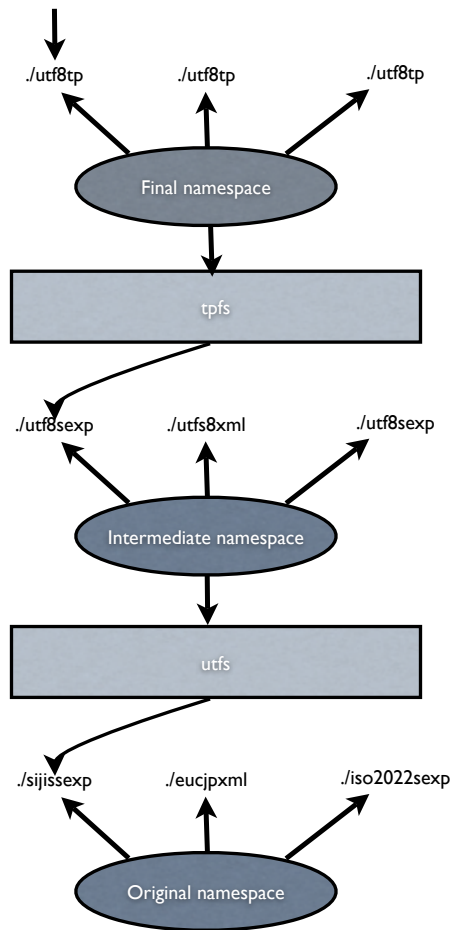 ./utf8tp
./utf8tp
./utf8tp
Final namespace
tpfs
./utf8sexp
./utfs8xml
./utf8sexp
Intermediate namespace
utfs
./sijissexp
./eucjpxml
./iso2022sexp
Original namespace